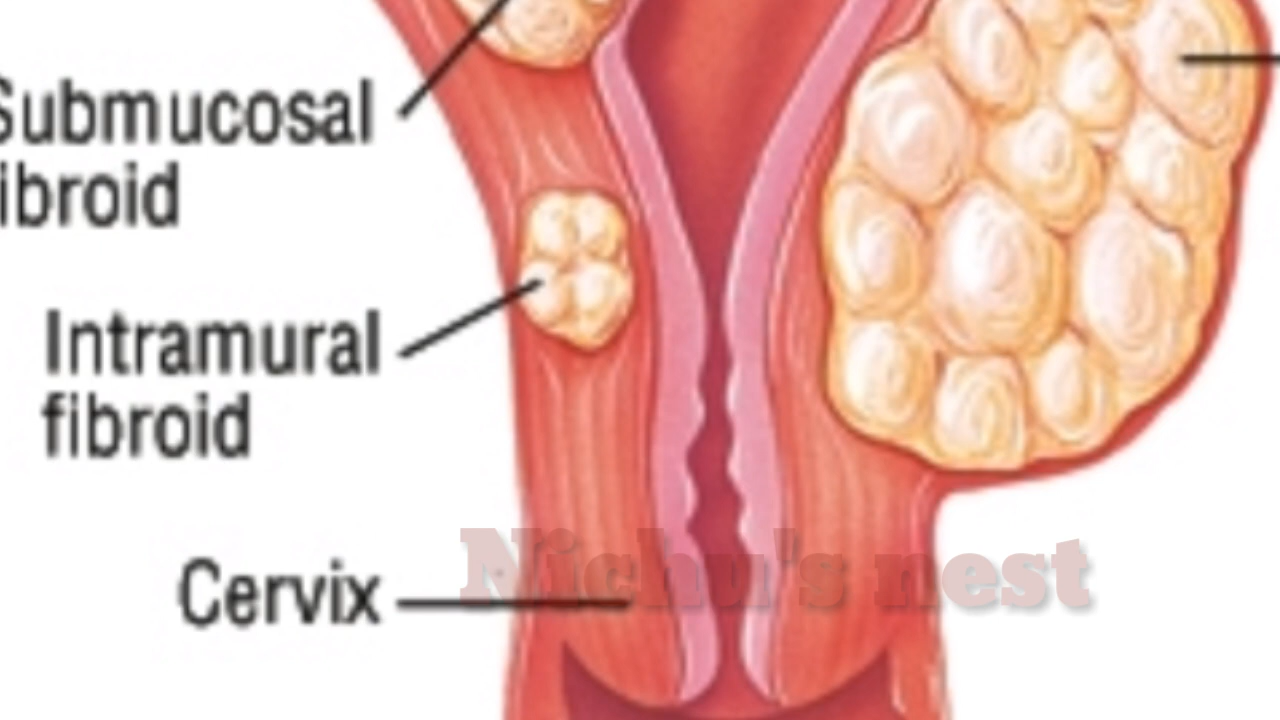 Submucosal
fibroid
Intramural
fibroid
Cervix
Nichu's nest